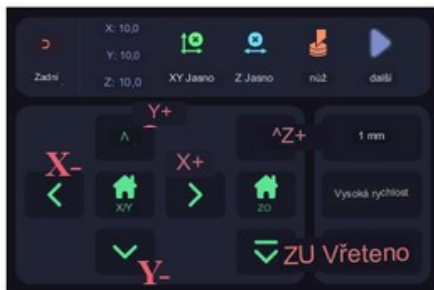 X: 10,0
Y: 10,0
Z: 10,0
Zadní
XY Jasno
Z Jasno
nůž
další
Y+
^Z+
1 mm
X-
X+
X/Y
ZO
Vysoká rychlost
Y-
ZU Vřeteno